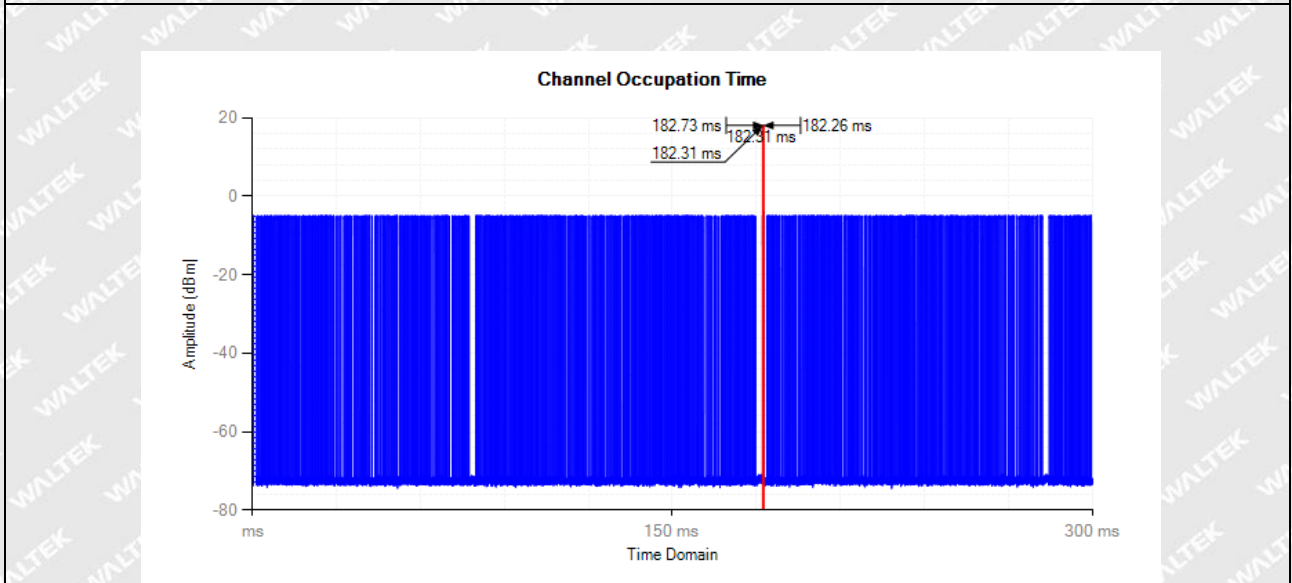 Channel Occupation Time
182.73 ms
182.26 ms
182.31 ms
182.31 ms
20
0
-20
-40
-60
-80
Amplitude (dBm)
ms
150 ms
300 ms
Time Domain
WALTEK